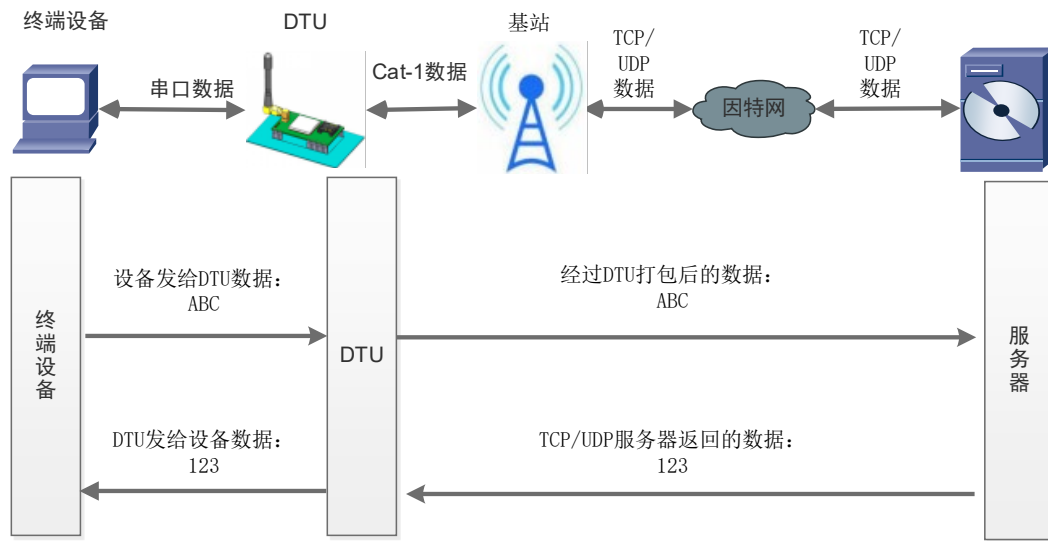 终端设备
DTU
基站
TCP/
UDP
数据
TCP/
UDP
数据
串口数据
Cat-1数据
因特网
设备发给DTU数据：
ABC
经过DTU打包后的数据：
ABC
终端设备
DTU
服务器
DTU发给设备数据：
123
TCP/UDP服务器返回的数据：
123